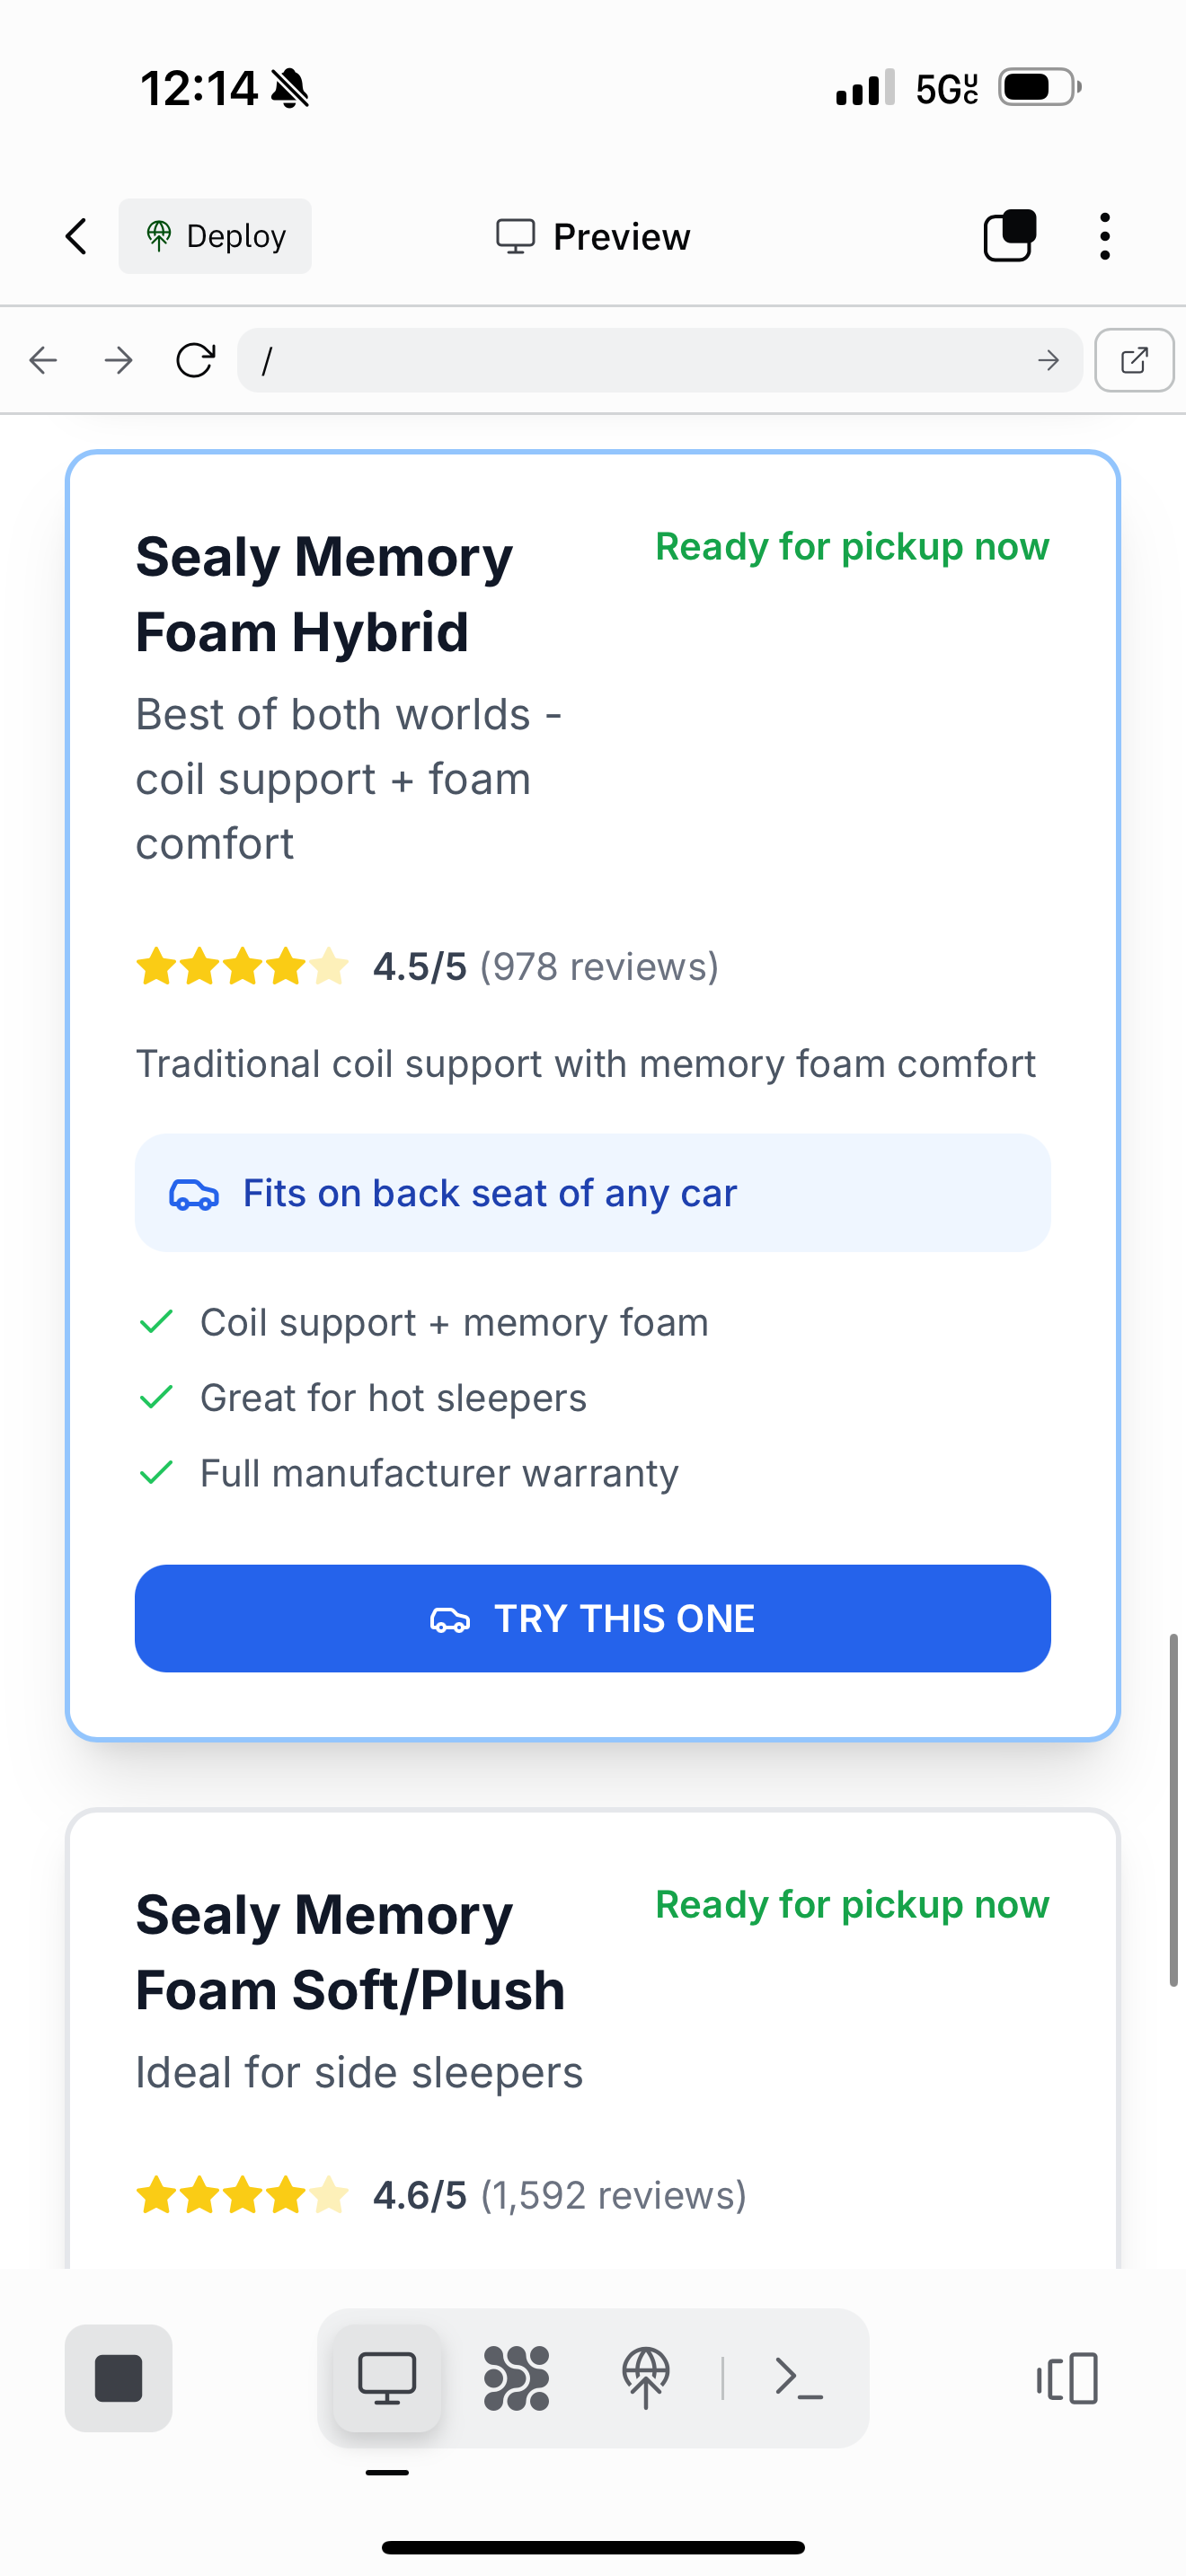 12:14
5G UC
Deploy
Preview
/
Sealy Memory
Foam Hybrid
Ready for pickup now
Best of both worlds -
coil support + foam
comfort
4.5/5 (978 reviews)
Traditional coil support with memory foam comfort
Fits on back seat of any car
Coil support + memory foam
Great for hot sleepers
Full manufacturer warranty
TRY THIS ONE
Sealy Memory
Foam Soft/Plush
Ready for pickup now
Ideal for side sleepers
4.6/5 (1,592 reviews)